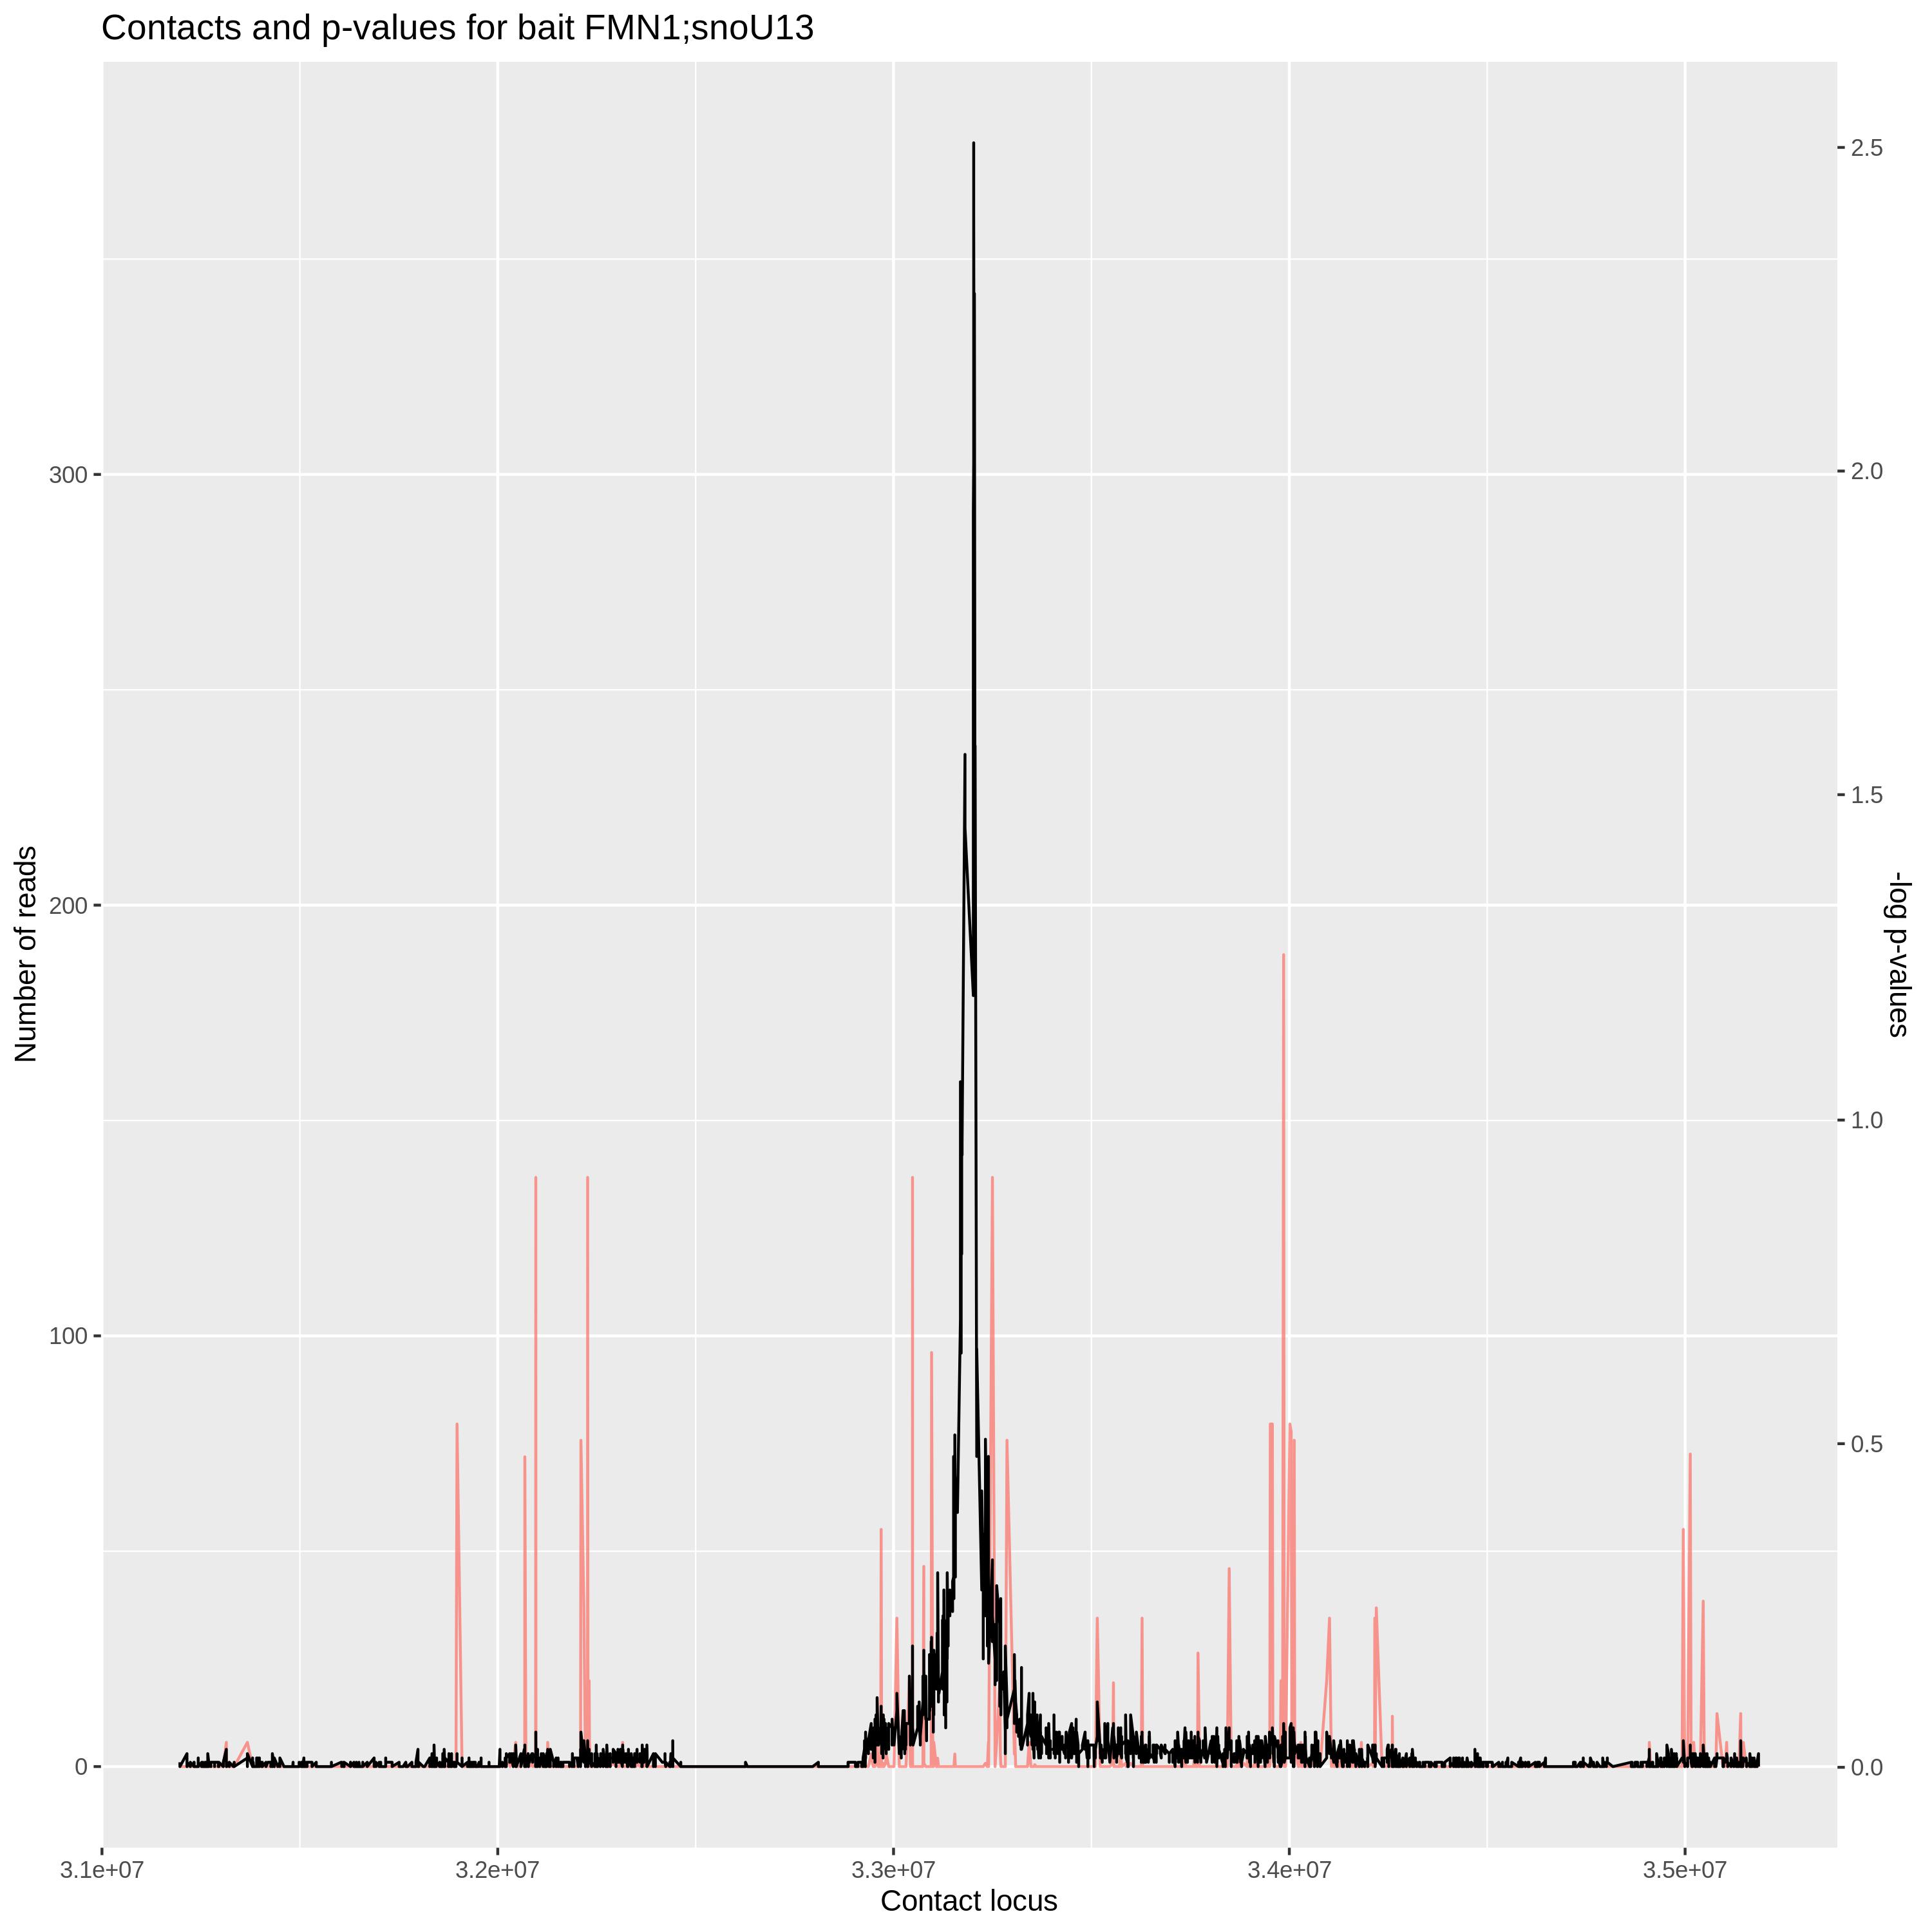 Contacts and p-values for bait FMN1;snoU13
Number of reads
300
200
100
0
2.5
2.0
1.5
1.0
0.5
0.0
-log p-values
3.1e+07
3.2e+07
3.3e+07
3.4e+07
3.5e+07
Contact locus